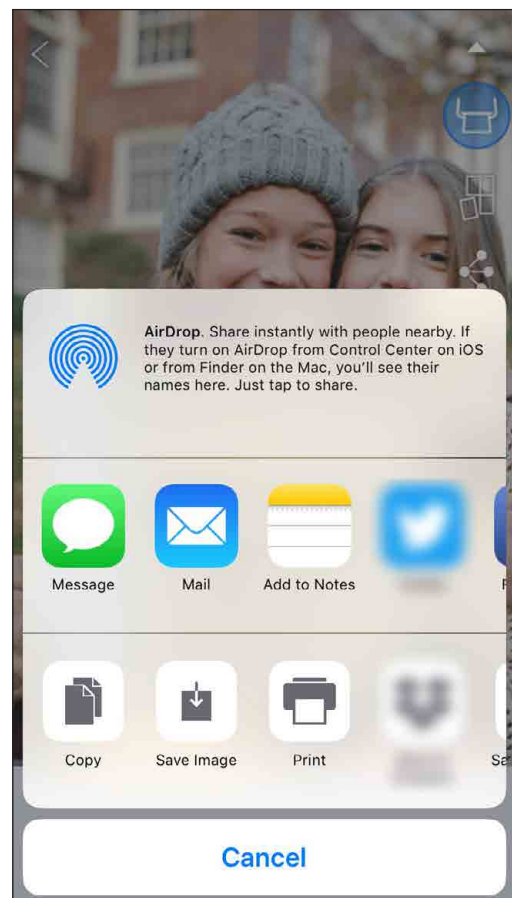 AirDrop. Share instantly with people nearby. If
they turn on AirDrop from Control Center on iOS
or from Finder on the Mac, you'll see their
names here. Just tap to share.
Message Mail Add to Notes
Copy Save Image Print
Cancel